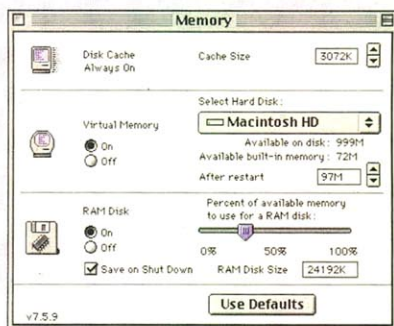 Memory
Disk Cache
Always On
Cache Size
3072K
Select Hard Disk:
Macintosh HD
Virtual Memory
On
Off
Available on disk: 999M
Available built-in memory: 72M
After restart
97M
RAM Disk
On
Off
Percent of available memory
to use for a RAM disk:
0%
50%
100%
Save on Shut Down
RAM Disk Size
24192K
Use Defaults
v7.5.9